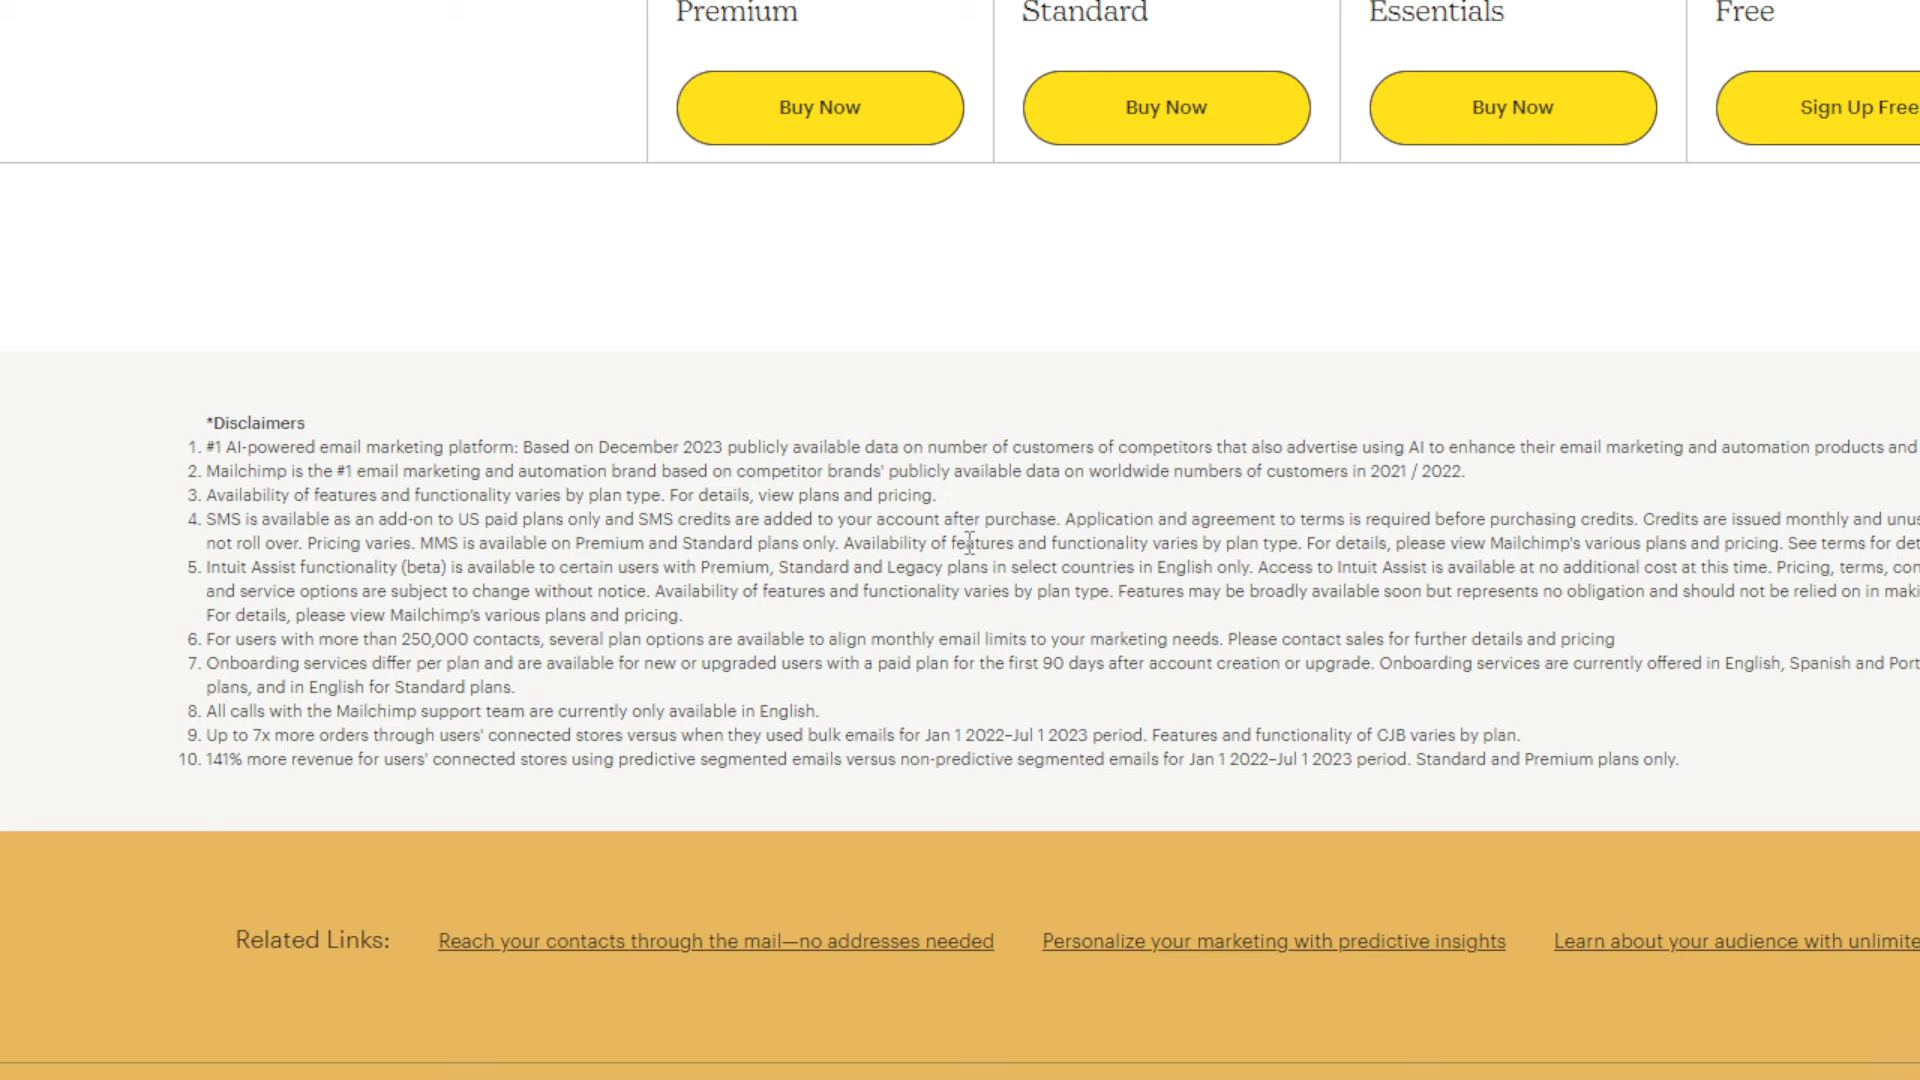 Premium Standard Essentials Free
Buy Now Buy Now Buy Now Sign Up Free
*Disclaimers
1. #1 AI-powered email marketing platform: Based on December 2023 publicly available data on number of customers of competitors that also advertise using AI to enhance their email marketing and automation products and
2. Mailchimp is the #1 email marketing and automation brand based on competitor brands' publicly available data on worldwide numbers of customers in 2021 / 2022.
3. Availability of features and functionality varies by plan type. For details, view plans and pricing.
4. SMS is available as an add-on to US paid plans only and SMS credits are added to your account after purchase. Application and agreement to terms is required before purchasing credits. Credits are issued monthly and
not roll over. Pricing varies. MMS is available on Premium and Standard plans only. Availability of features and functionality varies by plan type. For details, please view Mailchimp's various plans and pricing. See terms for
5. Intuit Assist functionality (beta) is available to certain users with Premium, Standard and Legacy plans in select countries in English only. Access to Intuit Assist is available at no additional cost at this time. Pricing, terms,
and service options are subject to change without notice. Availability of features and functionality varies by plan type. Features may be broadly available soon but represents no obligation and should not be relied on in
For details, please view Mailchimp's various plans and pricing.
6. For users with more than 250,000 contacts, several plan options are available to align monthly email limits to your marketing needs. Please contact sales for further details and pricing
7. Onboarding services differ per plan and are available for new or upgraded users with a paid plan for the first 90 days after account creation or upgrade. Onboarding services are currently offered in English, Spanish and
plans, and in English for Standard plans.
8. All calls with the Mailchimp support team are currently only available in English.
9. Up to 7x more orders through users' connected stores versus when they used bulk emails for Jan 1 2022–Jul 1 2023 period. Features and functionality of CJB varies by plan.
10. 141% more revenue for users' connected stores using predictive segmented emails versus non-predictive segmented emails for Jan 1 2022–Jul 1 2023 period. Standard and Premium plans only.
Related Links: Reach your contacts through the mail—no addresses needed Personalize your marketing with predictive insights Learn about your audience with